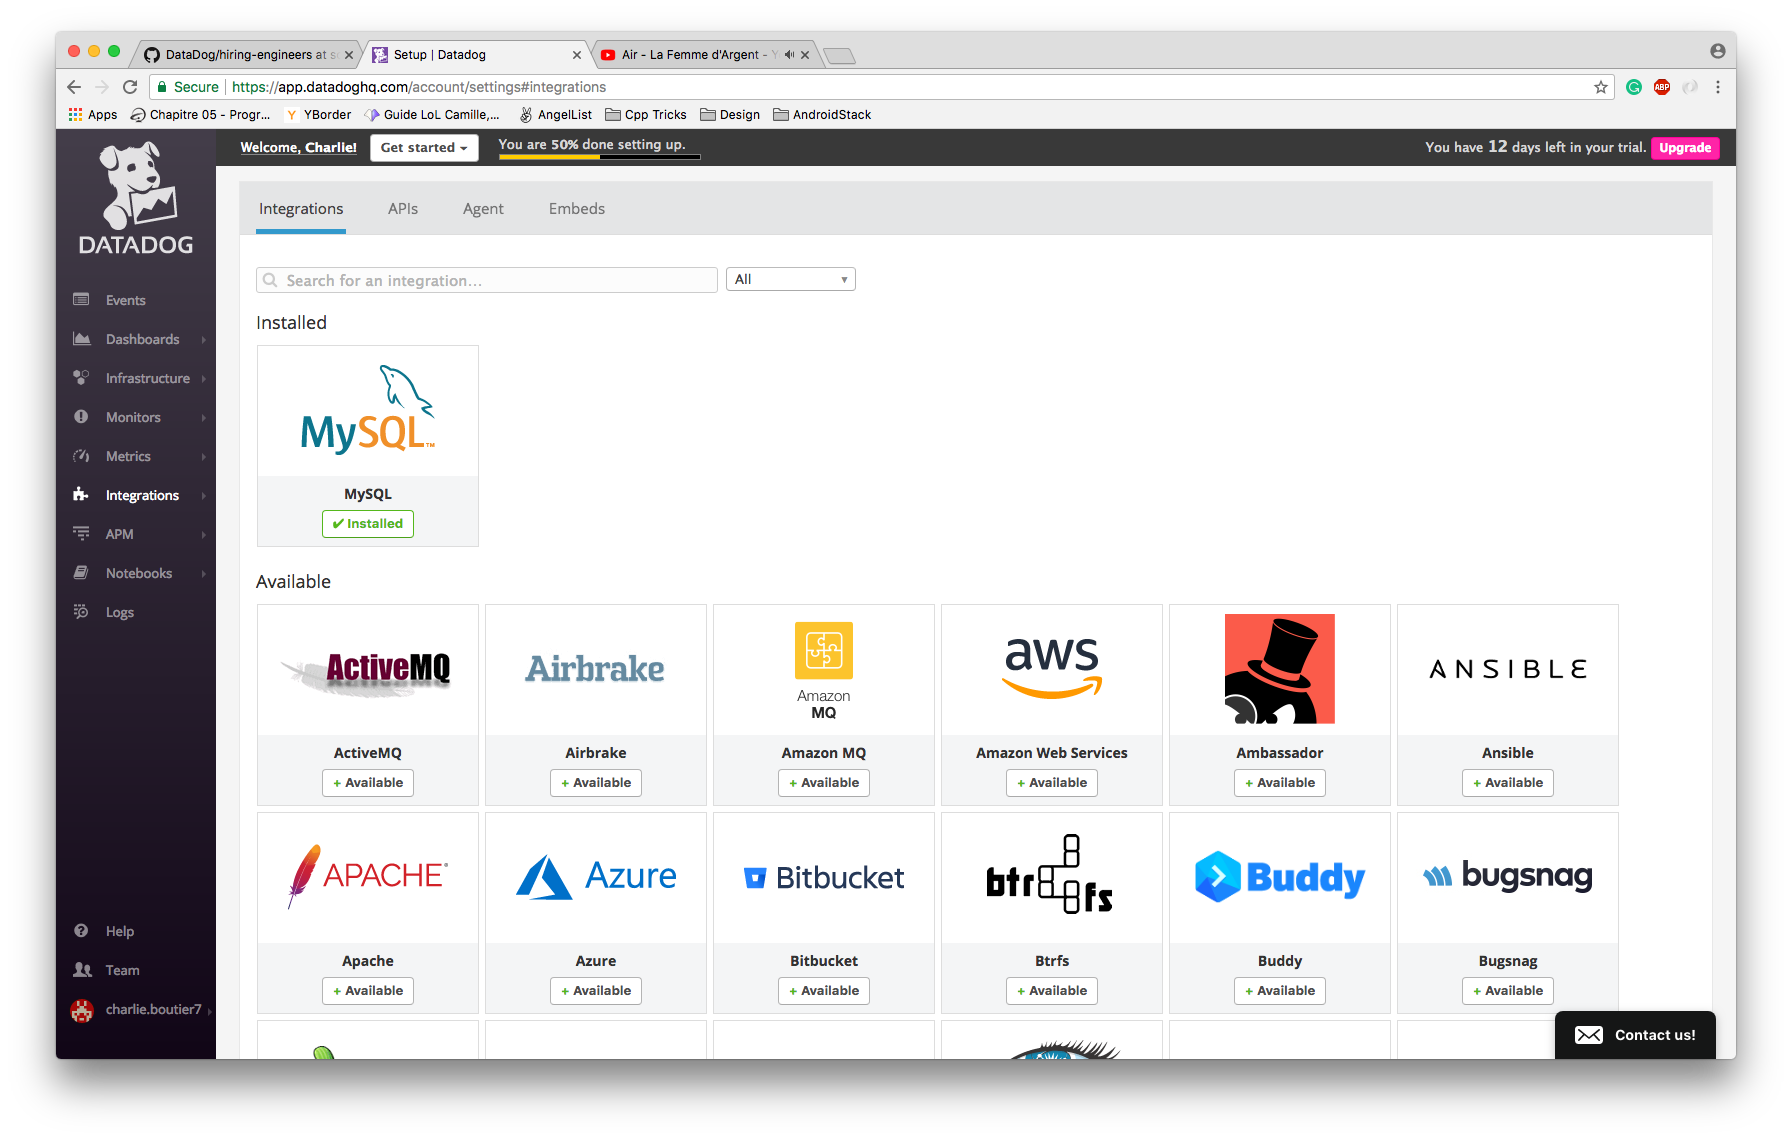 DataDog/hiring-engineers at s
Setup | Datadog
Air - La Femme d'Argent - Y
Secure
https://app.datadoghq.com/account/settings#integrations
ABP
Apps
Chapitre 05 - Progr...
YBorder
Guide LoL Camille,...
AngelList
Cpp Tricks
Design
AndroidStack
DATADOG
Welcome, Charlie!
Get started
You are 50% done setting up.
You have 12 days left in your trial.
Upgrade
Events
Dashboards
Infrastructure
Monitors
Metrics
Integrations
APM
Notebooks
Logs
Help
Team
charlie.boutier7
Integrations
APIs
Agent
Embeds
Search for an integration...
All
Installed
MySQL™
MySQL
✔ Installed
Available
ActiveMQ
Airbrake
Amazon
MQ
aws
ANSIBLE
ActiveMQ
Airbrake
Amazon MQ
Amazon Web Services
Ambassador
Ansible
+ Available
+ Available
+ Available
+ Available
+ Available
+ Available
APACHE
Azure
Bitbucket
btrfs
Buddy
bugsnag
Apache
Azure
Bitbucket
Btrfs
Buddy
Bugsnag
+ Available
+ Available
+ Available
+ Available
+ Available
+ Available
Contact us!